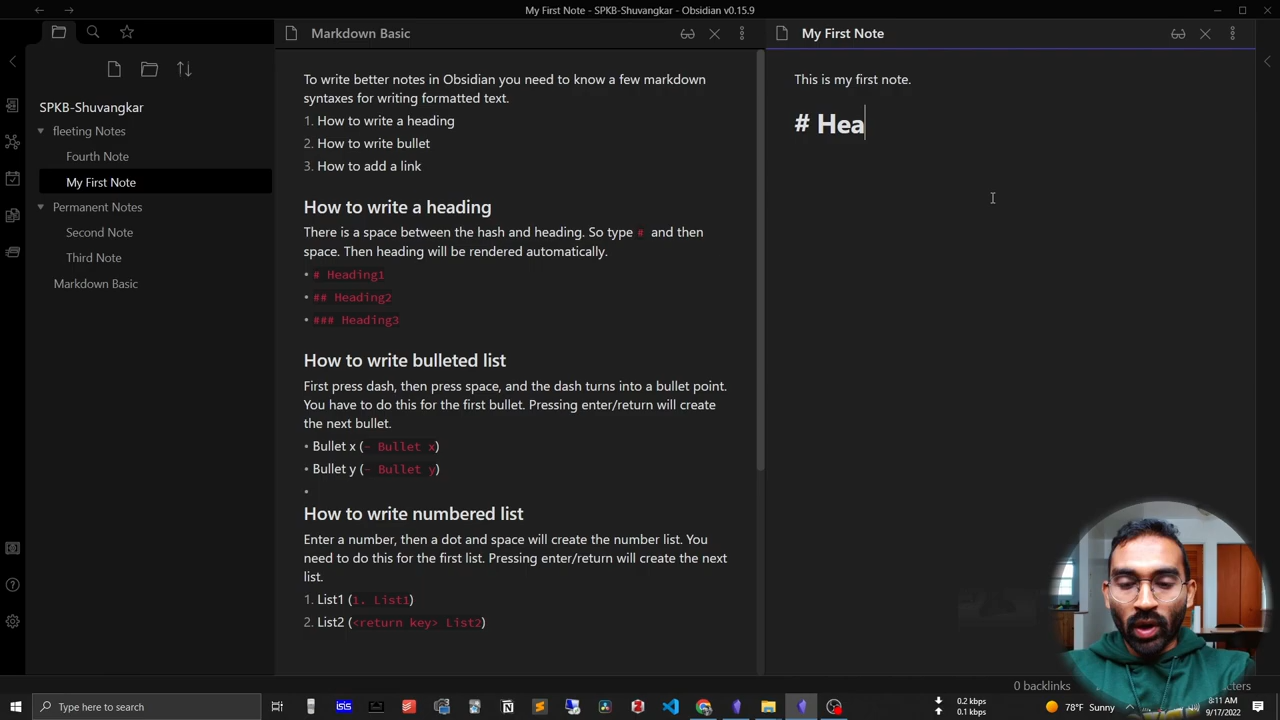 My First Note - SPKB-Shuvangkar - Obsidian v0.15.9
Markdown Basic
My First Note
SPKB-Shuvangkar
fleeting Notes
Fourth Note
My First Note
Permanent Notes
Second Note
Third Note
Markdown Basic
To write better notes in Obsidian you need to know a few markdown
syntaxes for writing formatted text.
1. How to write a heading
2. How to write bullet
3. How to add a link
How to write a heading
There is a space between the hash and heading. So type # and then
space. Then heading will be rendered automatically.
• # Heading1
• ## Heading2
• ### Heading3
How to write bulleted list
First press dash, then press space, and the dash turns into a bullet point.
You have to do this for the first bullet. Pressing enter/return will create
the next bullet.
• Bullet x (- Bullet x)
• Bullet y (- Bullet y)
•
How to write numbered list
Enter a number, then a dot and space will create the number list. You
need to do this for the first list. Pressing enter/return will create the next
list.
1. List1 (1. List1)
2. List2 (<return key> List2)
This is my first note.
# Hea
0 backlinks
Type here to search
isis
0.2 kbps
0.1 kbps
78°F Sunny
8:11 AM
9/17/2022